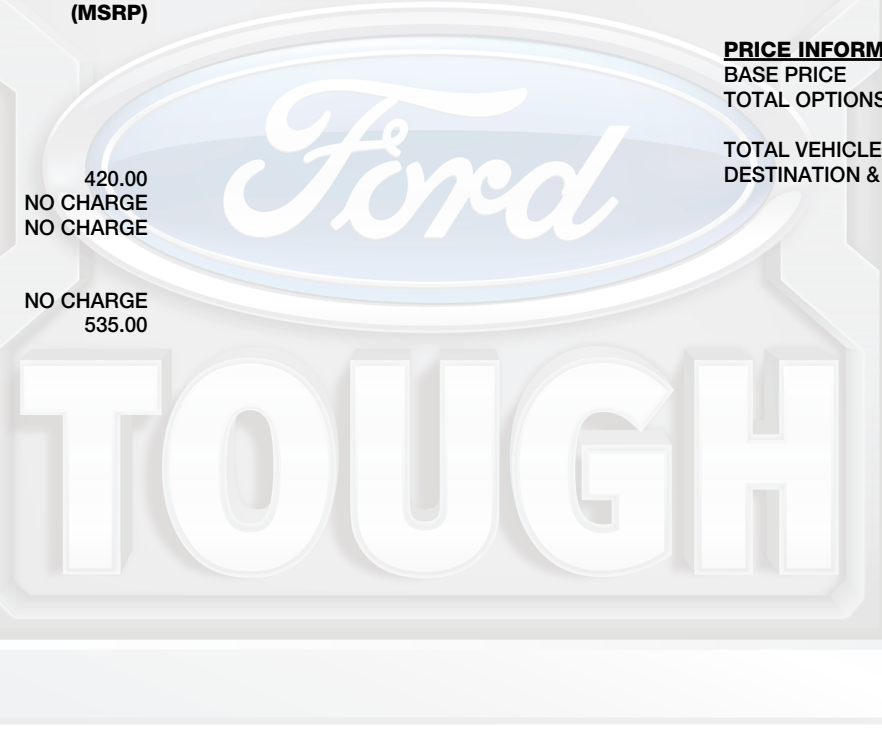 (MSRP)
420.00
NO CHARGE
NO CHARGE
NO CHARGE
535.00
PRICE INFORM
BASE PRICE
TOTAL OPTIONS
TOTAL VEHICLE
DESTINATION &
Ford
TOUGH